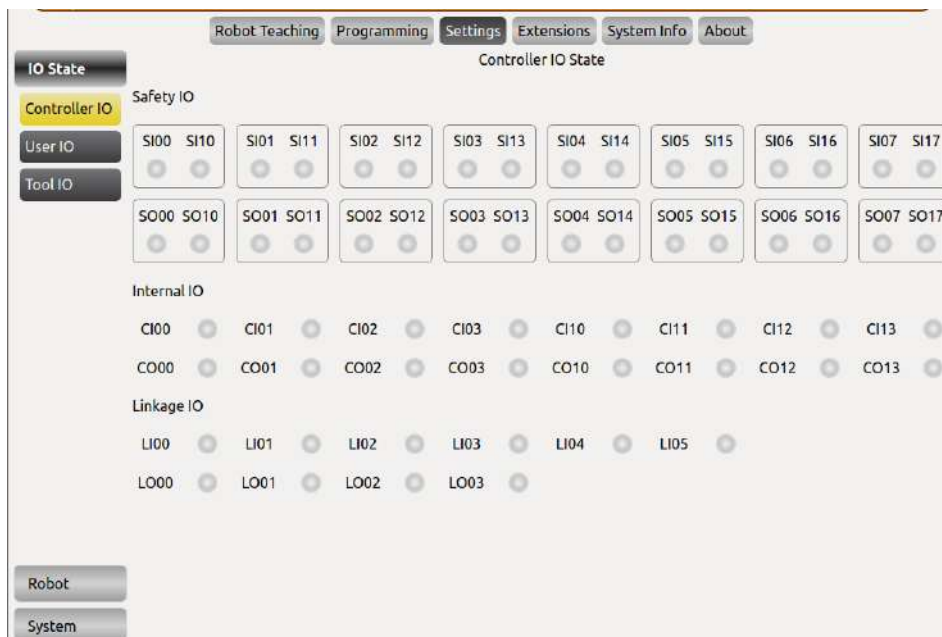 Robot Teaching Programming Settings Extensions System Info About
IO State
Controller IO State
Controller IO
Safety IO
User IO
SI00 SI10 SI01 SI11 SI02 SI12 SI03 SI13 SI04 SI14 SI05 SI15 SI06 SI16 SI07 SI17
Tool IO
SO00 SO10 SO01 SO11 SO02 SO12 SO03 SO13 SO04 SO14 SO05 SO15 SO06 SO16 SO07 SO17
Internal IO
CI00 CI01 CI02 CI03 CI10 CI11 CI12 CI13
CO00 CO01 CO02 CO03 CO10 CO11 CO12 CO13
Linkage IO
LI00 LI01 LI02 LI03 LI04 LI05
LO00 LO01 LO02 LO03
Robot
System